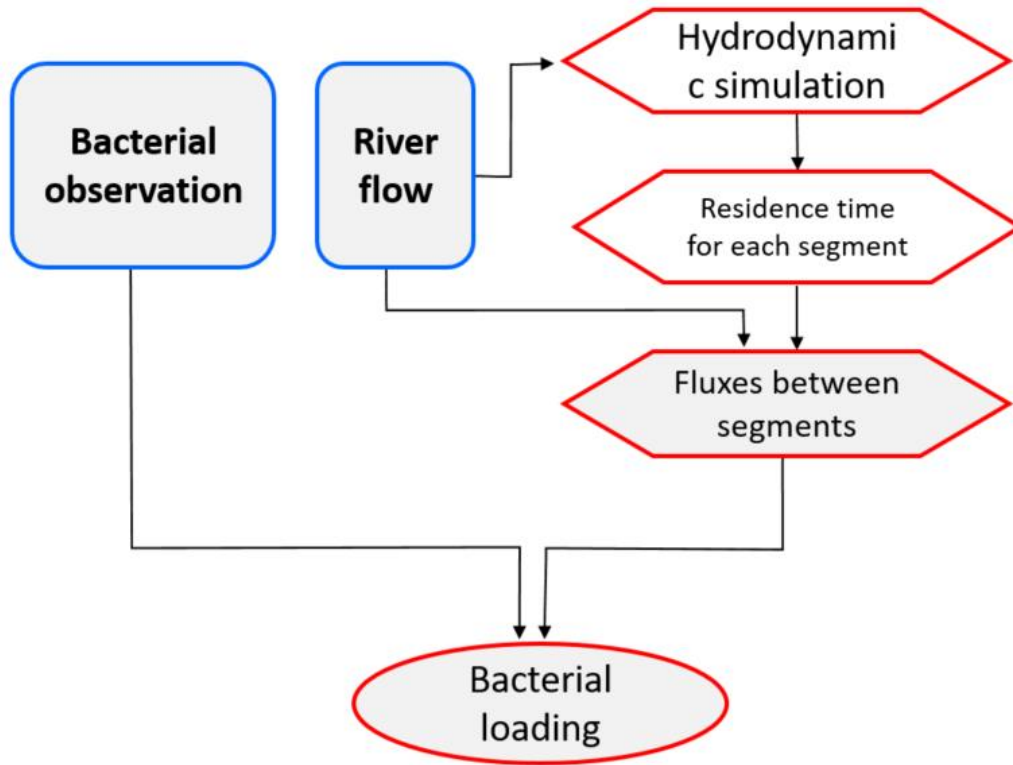 Bacterial
observation
River
flow
Hydrodynami
c simulation
Residence time
for each segment
Fluxes between
segments
Bacterial
loading